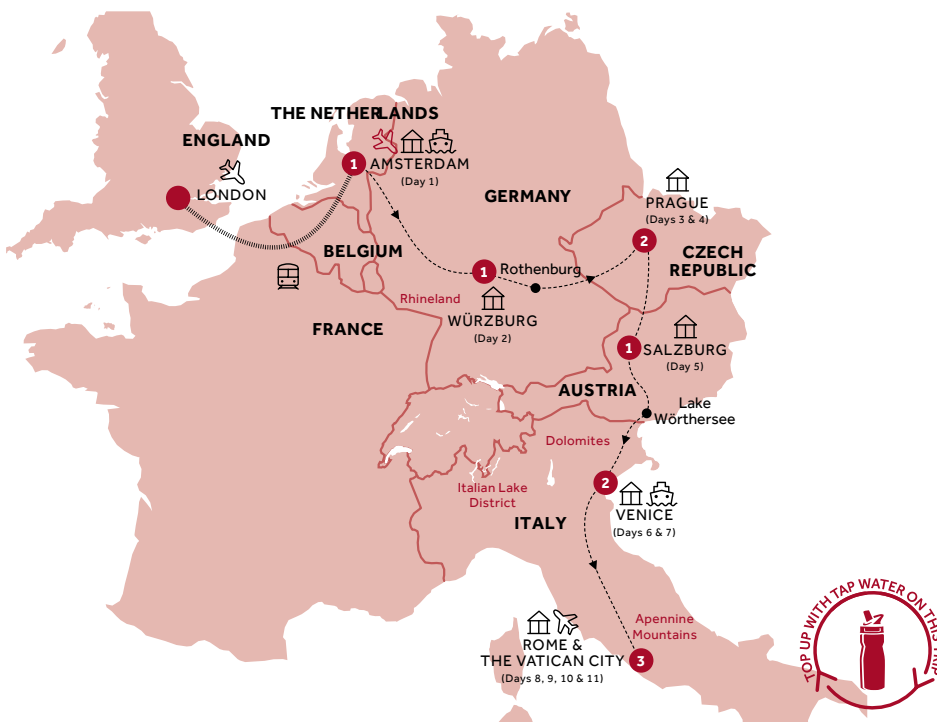 THE NETHERLANDS
ENGLAND
1
AMSTERDAM
(Day 1)
LONDON
GERMANY
PRAGUE
(Days 3 & 4)
2
CZECH
REPUBLIC
BELGIUM
1
Rothenburg
Rhineland
WÜRZBURG
(Day 2)
FRANCE
1
SALZBURG
(Day 5)
AUSTRIA
Lake
Wörthersee
Dolomites
2
Italian Lake
District
VENICE
(Days 6 & 7)
ITALY
Apennine
Mountains
ROME &
THE VATICAN CITY
3
(Days 8, 9, 10 & 11)
TOP UP WITH TAP WATER ON THIS TRIP